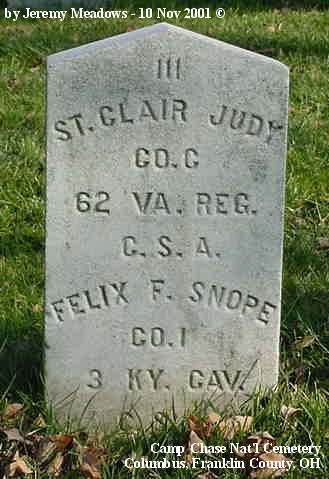 by Jeremy Meadows - 10 Nov 2001 ©
111
ST. CLAIR JUDY
CO. C
62 VA. REG.
C. S. A.
FELIX F. SNOPE
CO. I
3 KY. CAV.
Camp Chase Nat'l Cemetery
Columbus, Franklin County, OH